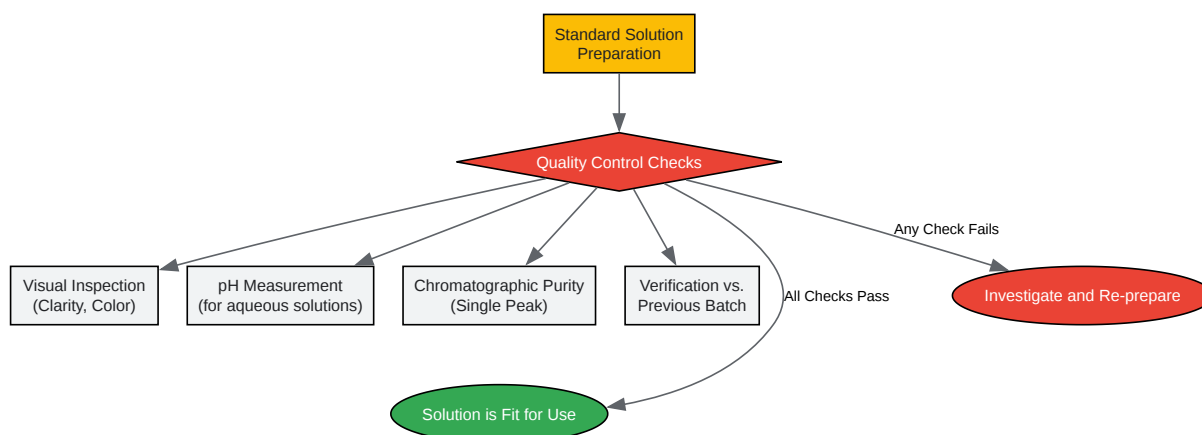 Standard Solution
Preparation
Quality Control Checks
Any Check Fails
Visual Inspection
(Clarity, Color)
pH Measurement
(for aqueous solutions)
Chromatographic Purity
(Single Peak)
Verification vs.
Previous Batch
All Checks Pass
Investigate and Re-prepare
Solution is Fit for Use